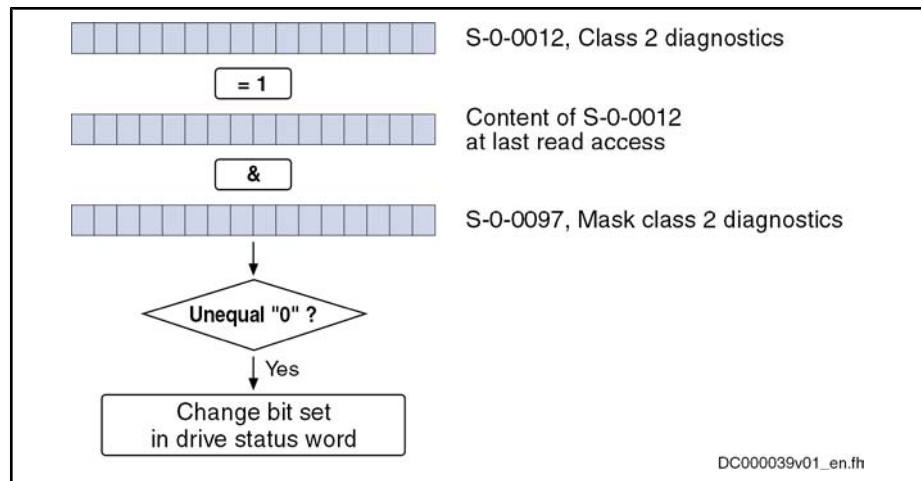 S-0-0012, Class 2 diagnostics
= 1
Content of S-0-0012
at last read access
&
S-0-0097, Mask class 2 diagnostics
Unequal "0" ?
Yes
Change bit set
in drive status word
DC000039v01_en.fh